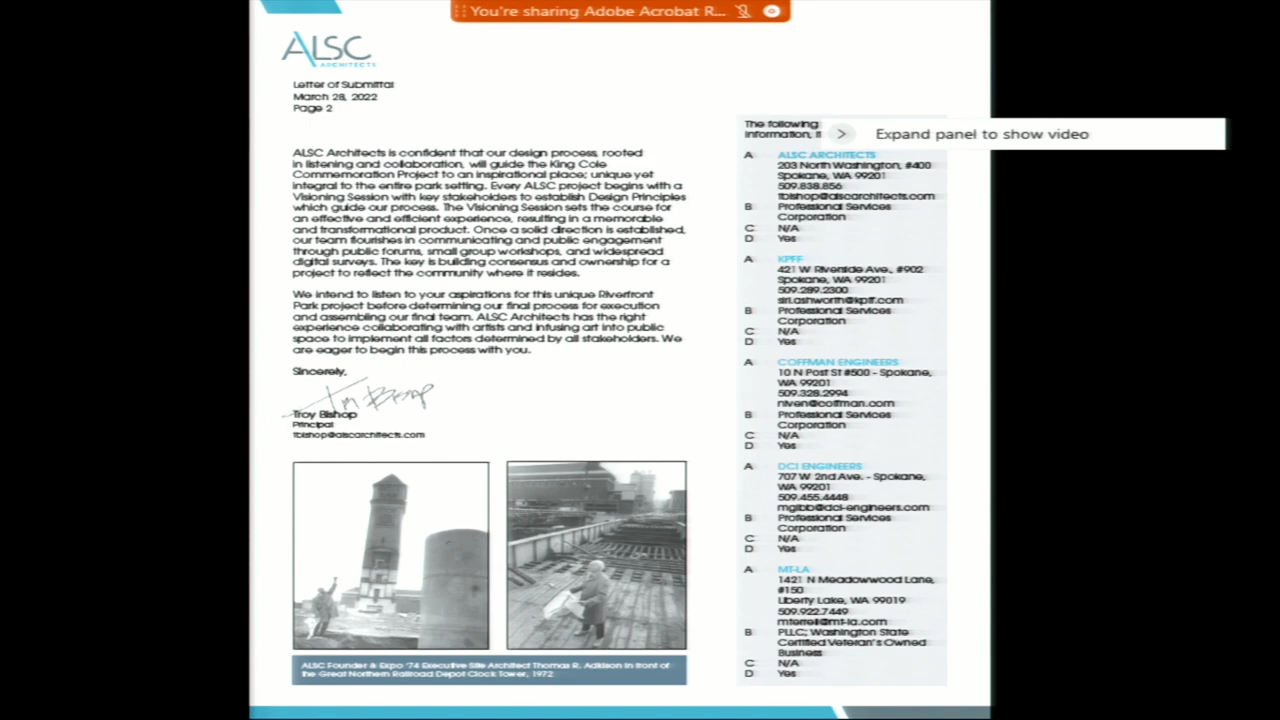 You're sharing Adobe Acrobat R...
ALSC
ARCHITECTS
Letter of Submittal
March 28, 2022
Page 2
ALSC Architects is confident that our design process, rooted
in listening and collaboration, will guide the King Cole
Commemoration Project to an inspirational place; unique yet
integral to the entire park setting. Every ALSC project begins with a
Visioning Session with key stakeholders to establish Design Principles
which guide our process. The Visioning Session sets the course for
an effective and efficient experience, resulting in a memorable
and transformational product. Once a solid direction is established,
our team flourishes in communicating and public engagement
through public forums, small group workshops, and widespread
digital surveys. The key is building consensus and ownership for a
project to reflect the community where it resides.
We intend to listen to your aspirations for this unique Riverfront
Park project before determining our final process for execution
and assembling our final team. ALSC Architects has the right
experience collaborating with artists and infusing art into public
space to implement all factors determined by all stakeholders. We
are eager to begin this process with you.
Sincerely,
Troy Bishop
Principal
tbishop@alscarchitects.com
ALSC Founder & Expo '74 Executive Site Architect Thomas R. Adkison in front of
the Great Northern Railroad Depot Clock Tower, 1972
The following
information,
Expand panel to show video
A ALSC ARCHITECTS
203 North Washington, #400
Spokane, WA 99201
509.838.856
tbishop@alscarchitects.com
B Professional Services
Corporation
C N/A
D Yes
A KPFF
421 W Riverside Ave., #902
Spokane, WA 99201
509.289.2300
siri.ashworth@kpff.com
B Professional Services
Corporation
C N/A
D Yes
A COFFMAN ENGINEERS
10 N Post St #500 - Spokane,
WA 99201
509.328.2994
niven@coffman.com
B Professional Services
Corporation
C N/A
D Yes
A DCI ENGINEERS
707 W 2nd Ave. - Spokane,
WA 99201
509.455.4448
mgibb@dci-engineers.com
B Professional Services
Corporation
C N/A
D Yes
A MT-LA
1421 N Meadowwood Lane,
#150
Liberty Lake, WA 99019
509.922.7449
mterrell@mt-la.com
B PLLC; Washington State
Certified Veteran's Owned
Business
C N/A
D Yes